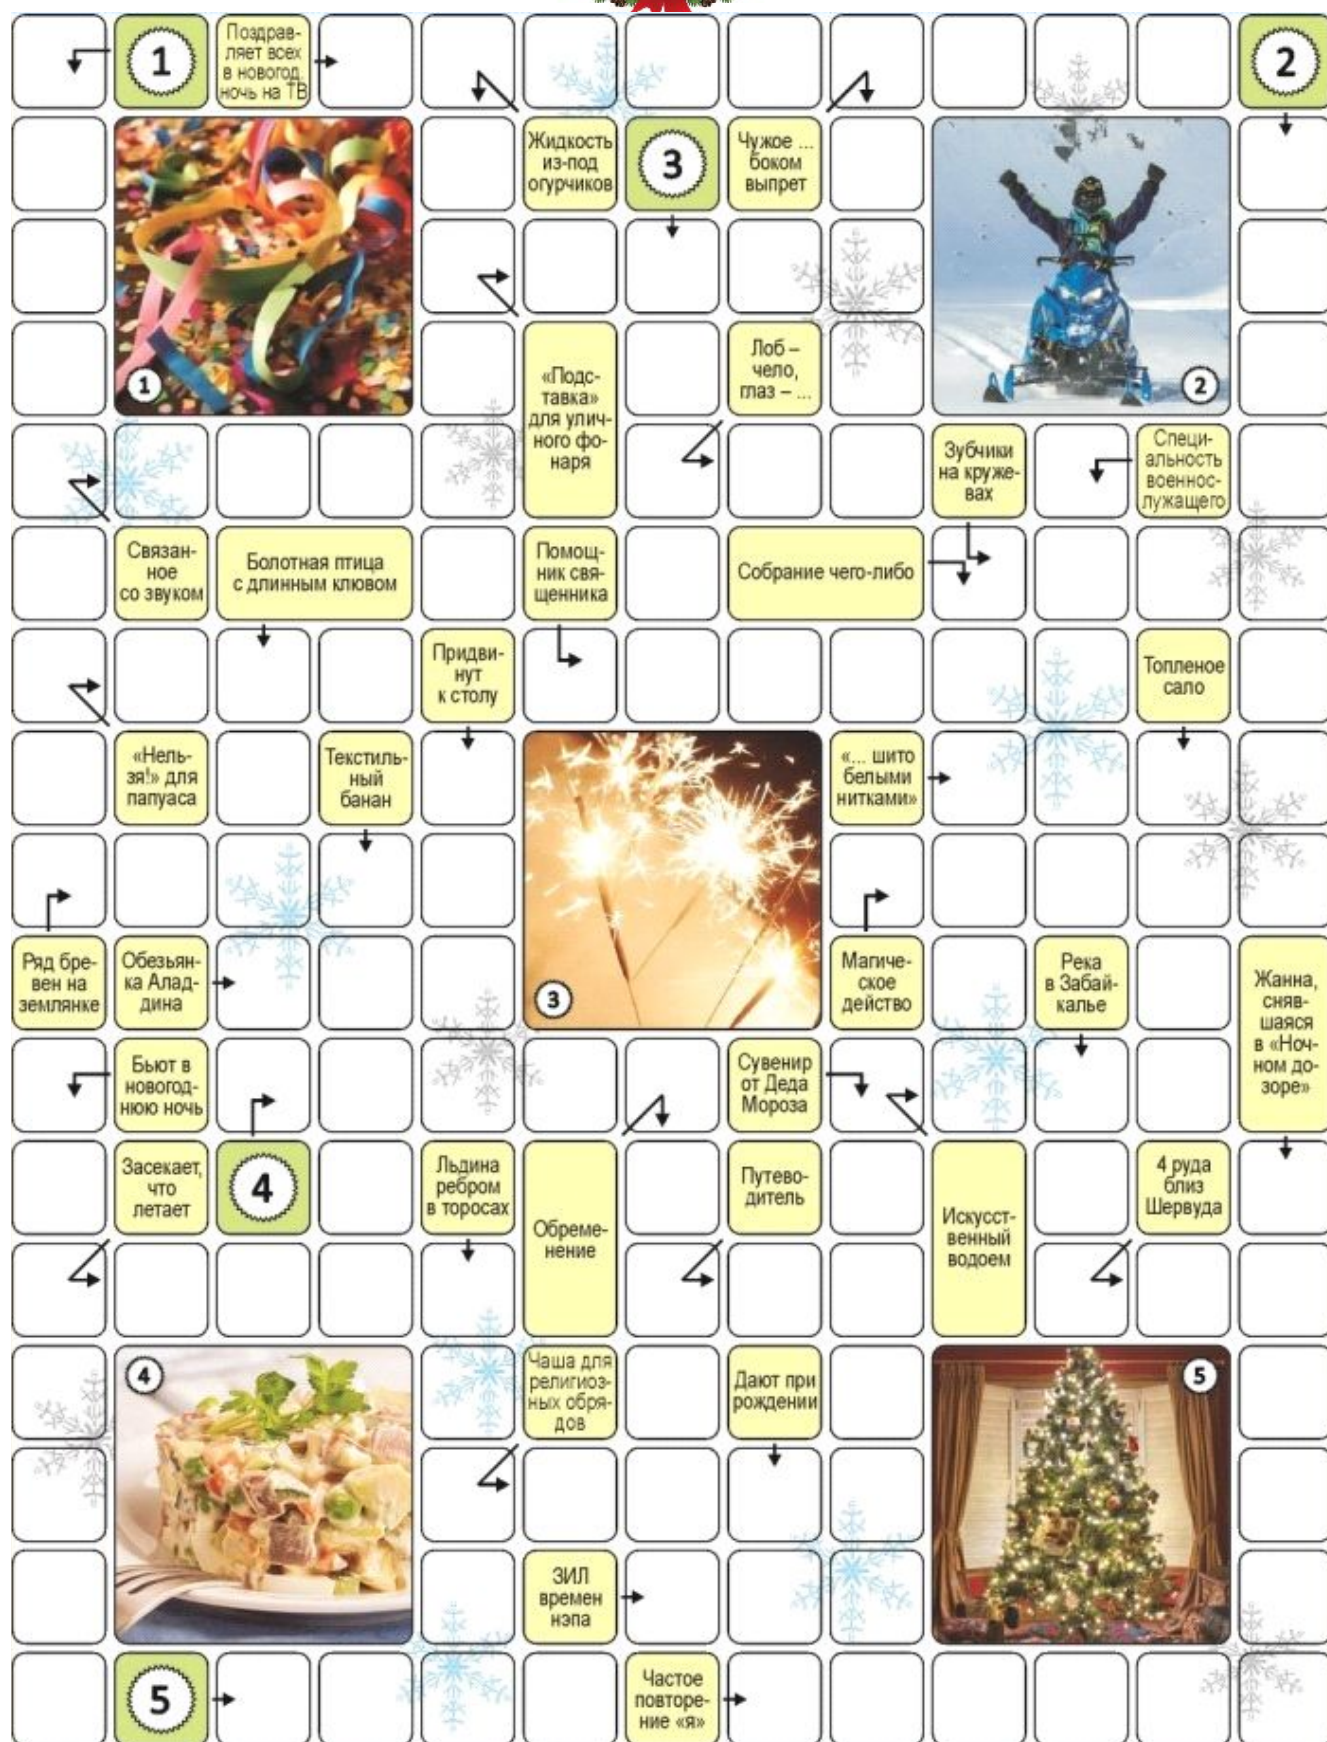 1
Поздрав-
ляет всех
в новогод.
ночь на ТВ
2
Жидкость
из-под
огурчиков
3
Чужое ...
боком
выпрет
1
«Подс-
тавка»
для улич-
ного фо-
наря
Лоб –
чело,
глаз – ...
2
Зубчики
на круже-
вах
Специ-
альность
военнос-
лужащего
Связан-
ное
со звуком
Болотная птица
с длинным клювом
Помощ-
ник свя-
щенника
Собрание чего-либо
Придви-
нут
к столу
Топленое
сало
«Нель-
зя!» для
папуаса
Текстиль-
ный
банан
«... шито
белыми
нитками»
3
Ряд бре-
вен на
землянке
Обезьян-
ка Алад-
дина
Магиче-
ское
действо
Река
в Забай-
калье
Жанна,
сняв-
шаяся
в «Ноч-
ном до-
зоре»
Бьют в
новогод-
нюю ночь
Сувенир
от Деда
Мороза
Засекает,
что
летает
4
Льдина
ребром
в торосах
Обреме-
нение
Путево-
дитель
Искусст-
венный
водоем
4 руда
близ
Шервуда
4
Чаша для
религиоз-
ных обря-
дов
Дают при
рождении
5
ЗИЛ
времен
нэпа
5
Частое
повторе-
ние «я»